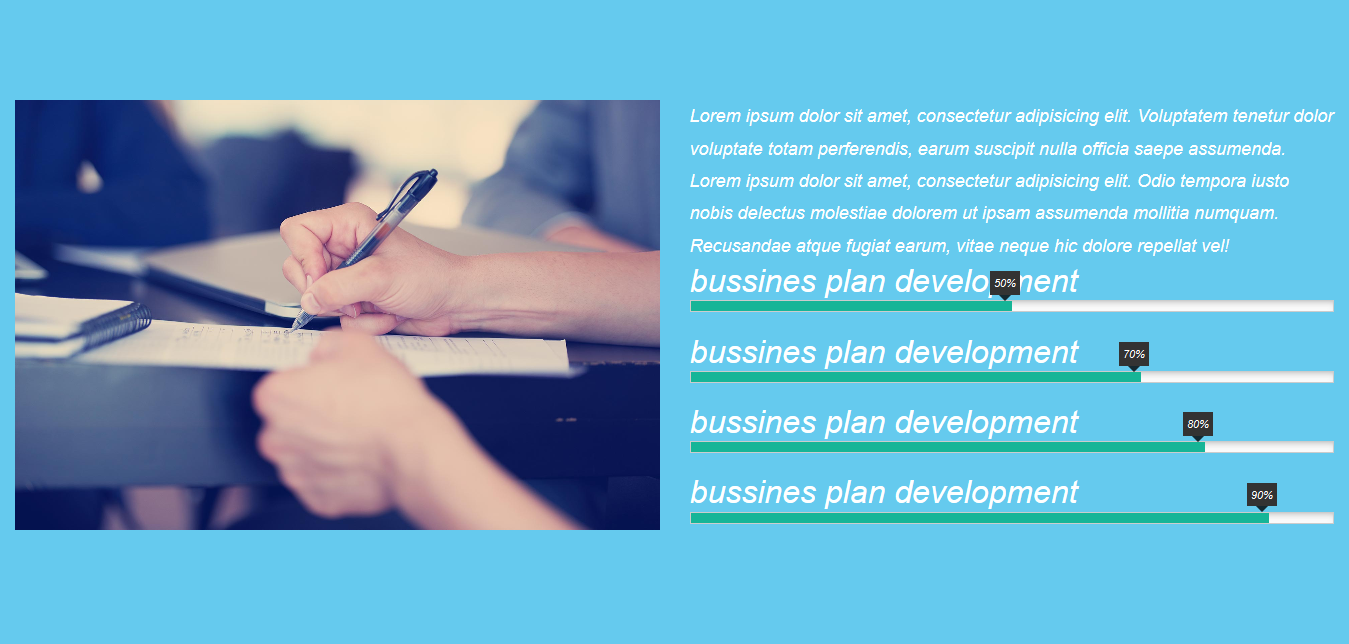 Lorem ipsum dolor sit amet, consectetur adipisicing elit. Voluptatem tenetur dolor
voluptate totam perferendis, earum suscipit nulla officia saepe assumenda.
Lorem ipsum dolor sit amet, consectetur adipisicing elit. Odio tempora iusto
nobis delectus molestiae dolorem ut ipsam assumenda mollitia numquam.
Recusandae atque fugiat earum, vitae neque hic dolore repellat vel!
bussines plan development
50%
bussines plan development
70%
bussines plan development
80%
bussines plan development
90%